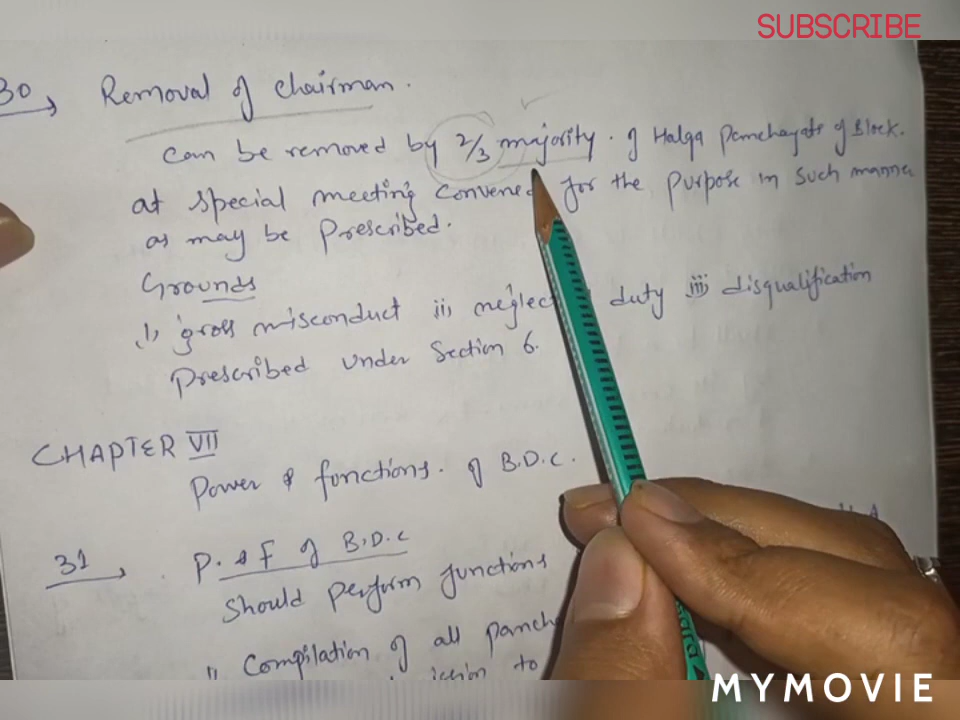 SUBSCRIBE
30 Removal of Chairman.
can be removed by 2/3 majority. of Halqa Panchayats of Block.
at special meeting convened for the purpose in such manner
as may be prescribed.
Grounds
i) gross misconduct ii) neglect duty iii) disqualification
prescribed under Section 6.
CHAPTER VII
Power & functions. of B.D.C.
31 P. & F of B.D.C
Should perform functions
Compilation of all
to
MYMOVIE